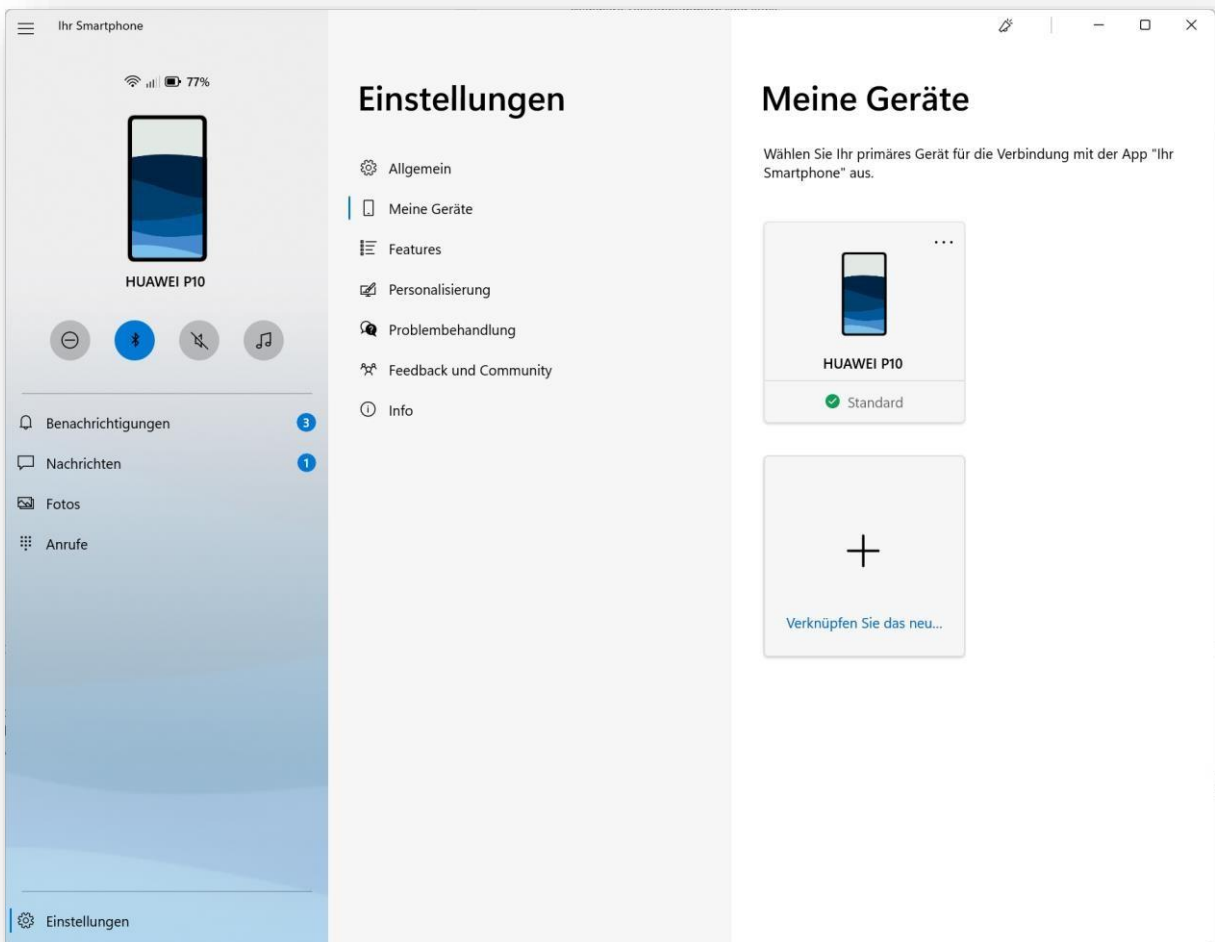 Ihr Smartphone
77%
HUAWEI P10
Benachrichtigungen 3
Nachrichten 1
Fotos
Anrufe
Einstellungen
Einstellungen
Allgemein
Meine Geräte
Features
Personalisierung
Problembehandlung
Feedback und Community
Info
Meine Geräte
Wählen Sie Ihr primäres Gerät für die Verbindung mit der App "Ihr
Smartphone" aus.
HUAWEI P10
Standard
Verknüpfen Sie das neu...